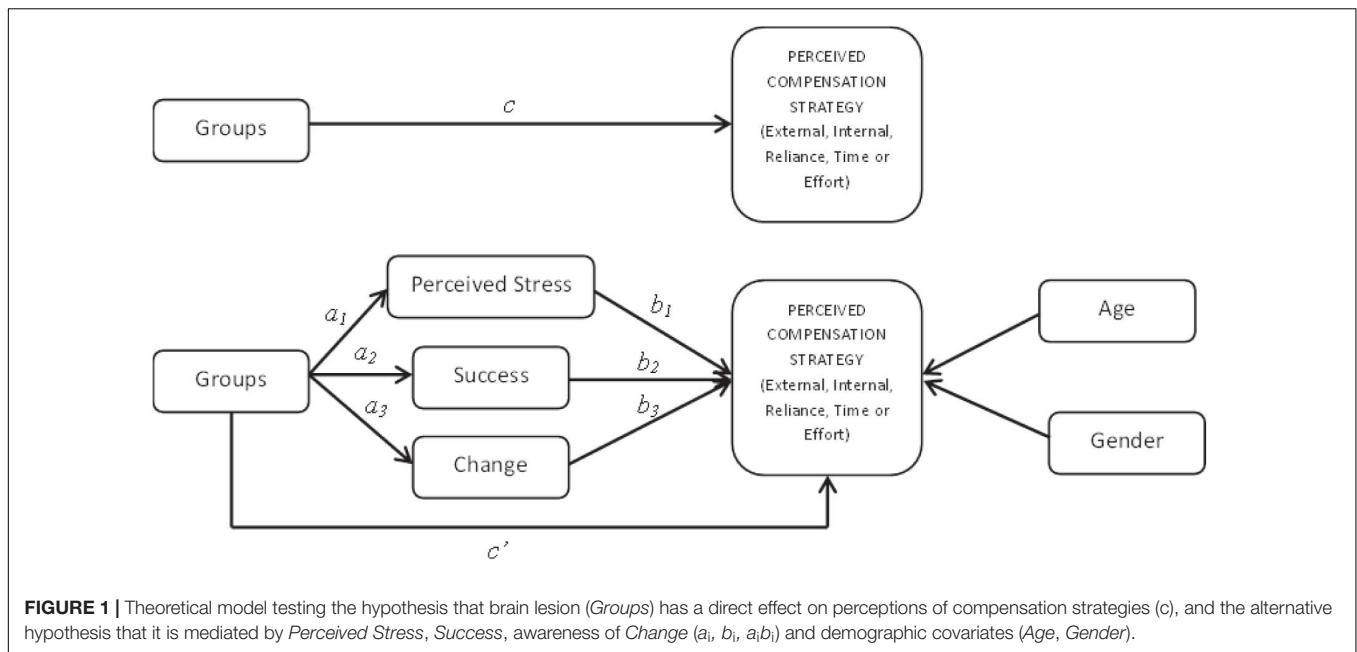 PERCEIVED
COMPENSATION
STRATEGY
(External, Internal,
Reliance, Time or
Effort)
Groups
c
Perceived Stress
Success
Change
Groups
a1
a2
a3
b1
b2
b3
PERCEIVED
COMPENSATION
STRATEGY
(External, Internal,
Reliance, Time or
Effort)
Age
Gender
c'
FIGURE 1 | Theoretical model testing the hypothesis that brain lesion (Groups) has a direct effect on perceptions of compensation strategies (c), and the alternative
hypothesis that it is mediated by Perceived Stress, Success, awareness of Change (ai, bi, aibi) and demographic covariates (Age, Gender).